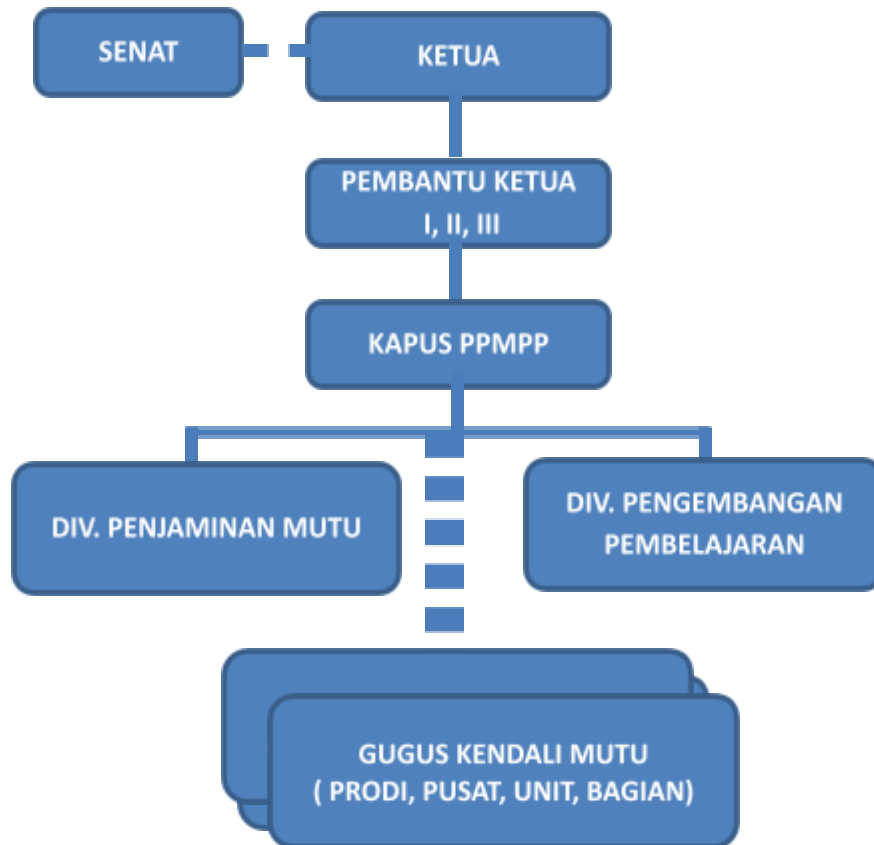 SENAT
KETUA
PEMBANTU KETUA
I, II, III
KAPUS PPMPP
DIV. PENJAMINAN MUTU
DIV. PENGEMBANGAN
PEMBELAJARAN
GUGUS KENDALI MUTU
( PRODI, PUSAT, UNIT, BAGIAN)